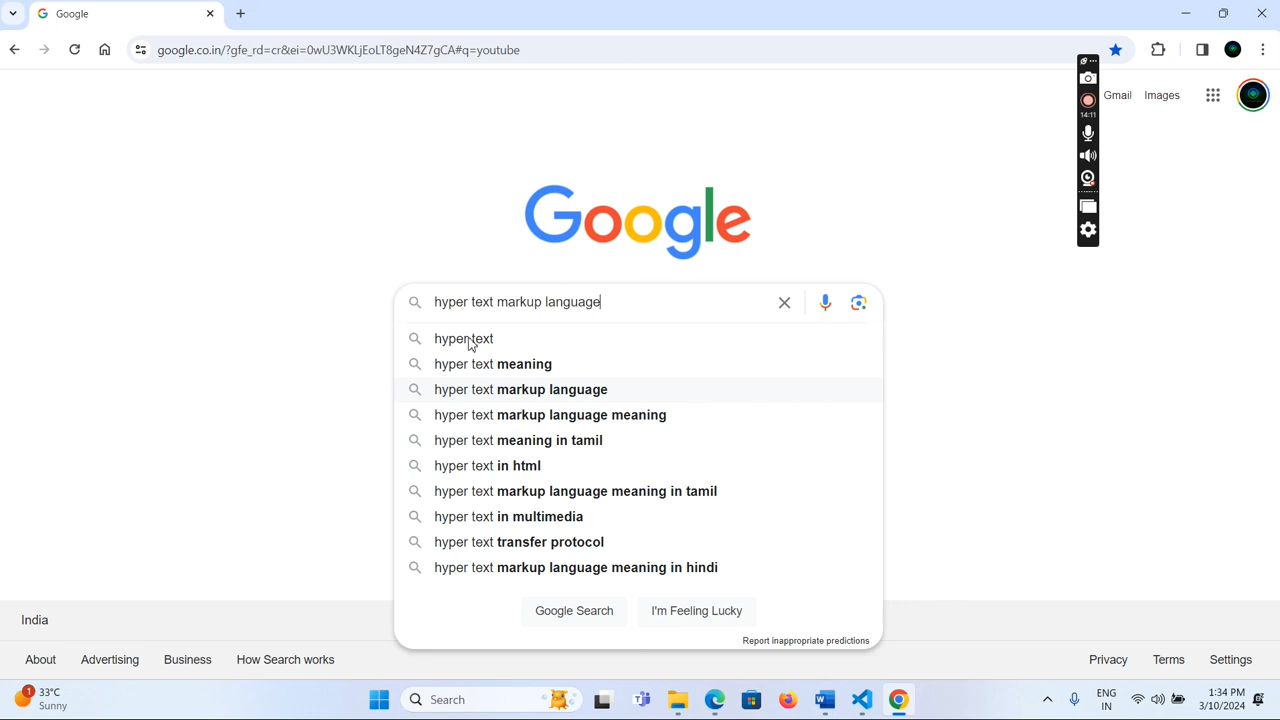 Google
google.co.in/?gfe_rd=cr&ei=0wU3WKLjEoLT8geN4Z7gCA#q=youtube
14:11
Gmail Images
Google
hyper text markup language
hyper text
hyper text meaning
hyper text markup language
hyper text markup language meaning
hyper text meaning in tamil
hyper text in html
hyper text markup language meaning in tamil
hyper text in multimedia
hyper text transfer protocol
hyper text markup language meaning in hindi
Google Search I'm Feeling Lucky
Report inappropriate predictions
India
About Advertising Business How Search works Privacy Terms Settings
1 33°C
Sunny
Search
ENG
IN
1:34 PM
3/10/2024